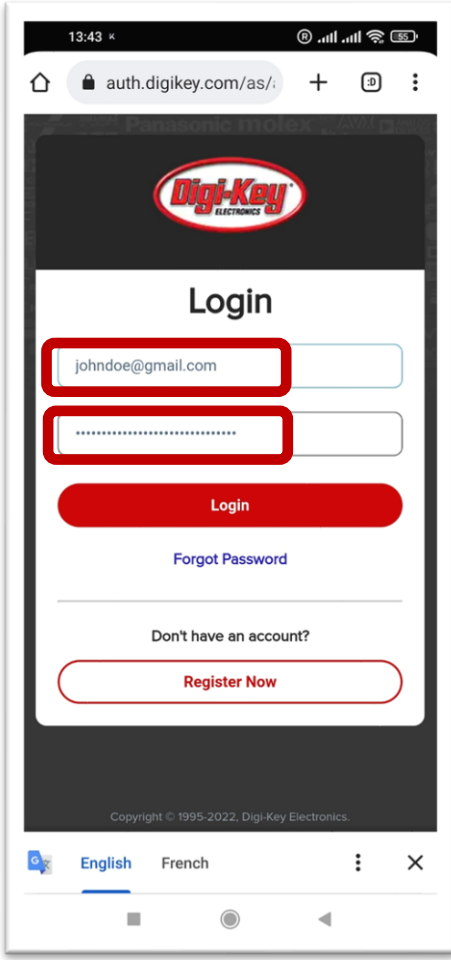 13:43
55
auth.digikey.com/as/
:D
Panasonic molex
Digi-Key
ELECTRONICS
Login
johndoe@gmail.com
•••••••••••••••••••••••••••••••
Login
Forgot Password
Don't have an account?
Register Now
Copyright © 1995-2022, Digi-Key Electronics.
English French